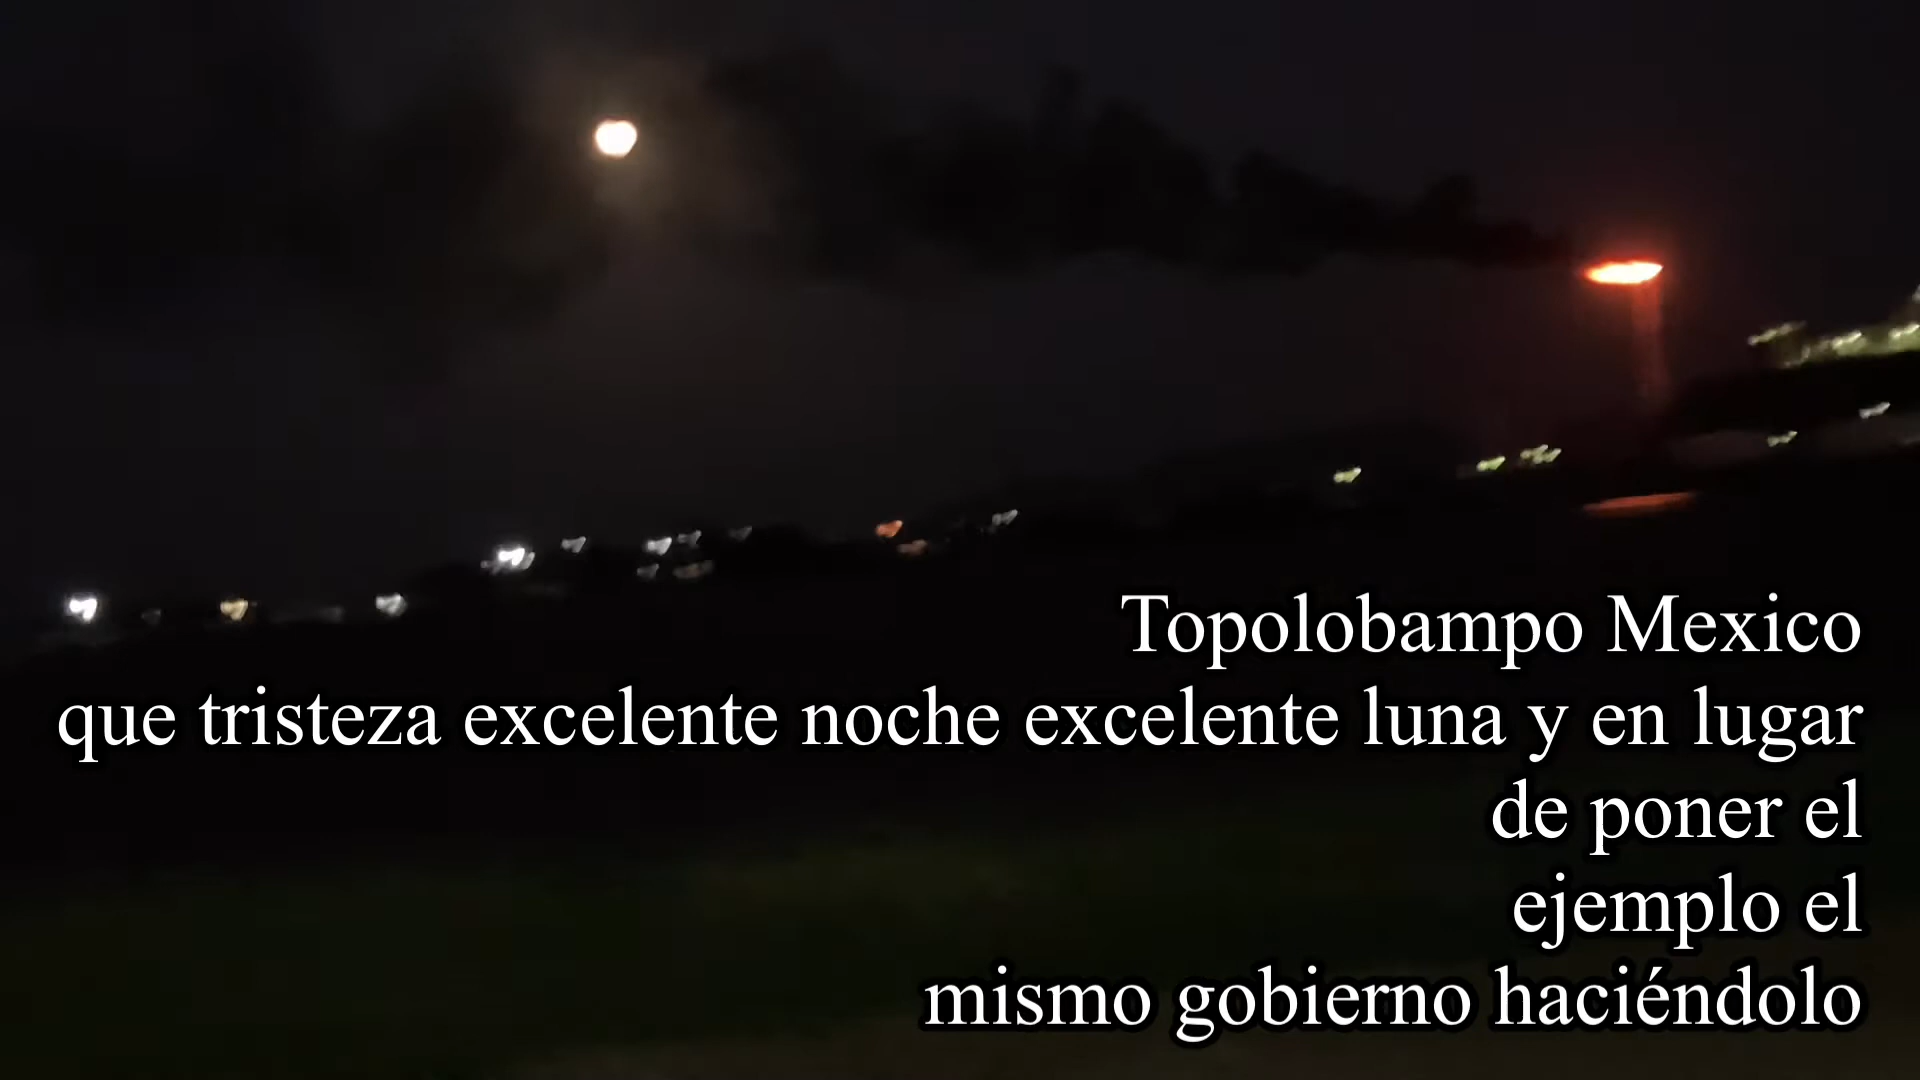 Topolobampo Mexico
que tristeza excelente noche excelente luna y en lugar
de poner el
ejemplo el
mismo gobierno haciéndolo